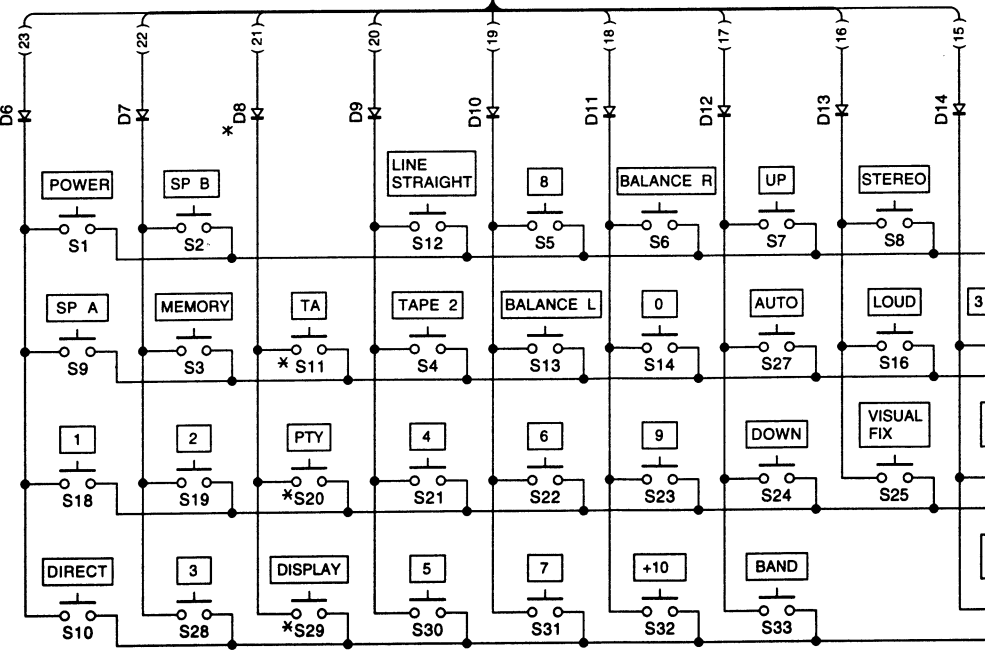 (23)
(22)
(21)
(20)
(19)
(18)
(17)
(16)
(15)
D6
D7
* D8
D9
D10
D11
D12
D13
D14
POWER
SP B
LINE
STRAIGHT
8
BALANCE R
UP
STEREO
S1
S2
S12
S5
S6
S7
S8
SP A
MEMORY
TA
TAPE 2
BALANCE L
0
AUTO
LOUD
3
S9
S3
* S11
S4
S13
S14
S27
S16
1
2
PTY
4
6
9
DOWN
VISUAL
FIX
S18
S19
*S20
S21
S22
S23
S24
S25
DIRECT
3
DISPLAY
5
7
+10
BAND
S10
S28
*S29
S30
S31
S32
S33